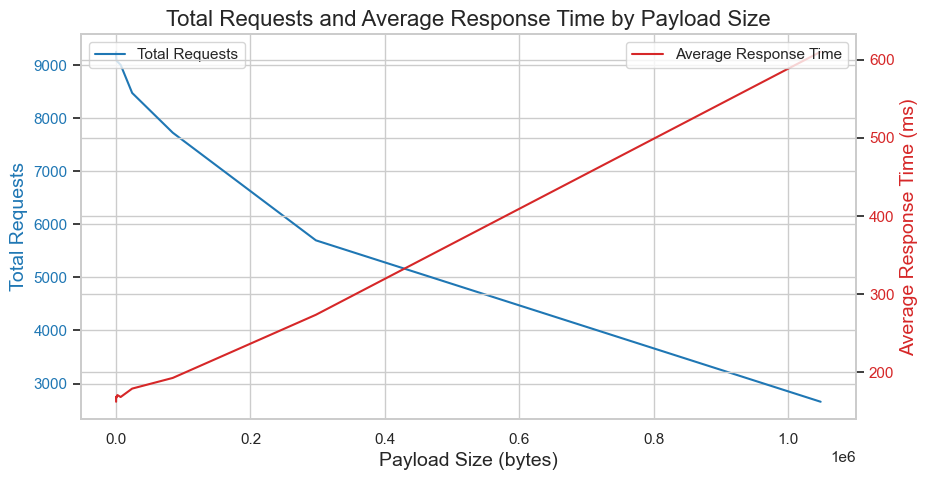 Total Requests and Average Response Time by Payload Size
Total Requests
Average Response Time
9000
8000
7000
6000
5000
4000
3000
Total Requests
600
500
400
300
200
Average Response Time (ms)
0.0
0.2
0.4
0.6
0.8
1.0
1e6
Payload Size (bytes)